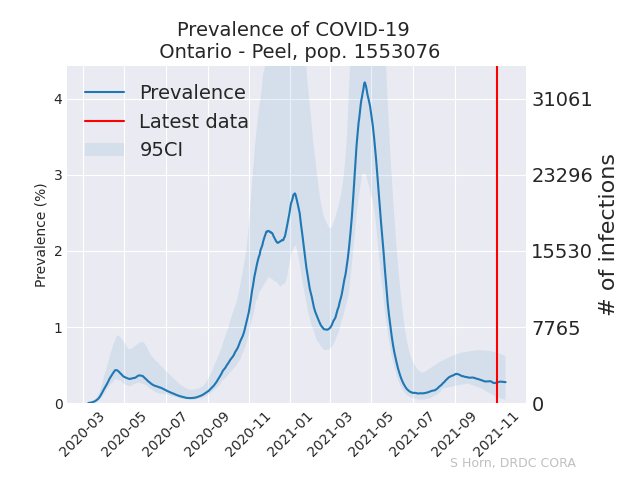 Prevalence of COVID-19
Ontario - Peel, pop. 1553076
Prevalence
Latest data
95CI
Prevalence (%)
4
3
2
1
0
31061
23296
15530
7765
0
# of infections
2020-03
2020-05
2020-07
2020-09
2020-11
2021-01
2021-03
2021-05
2021-07
2021-09
2021-11
S Horn, DRDC CORA